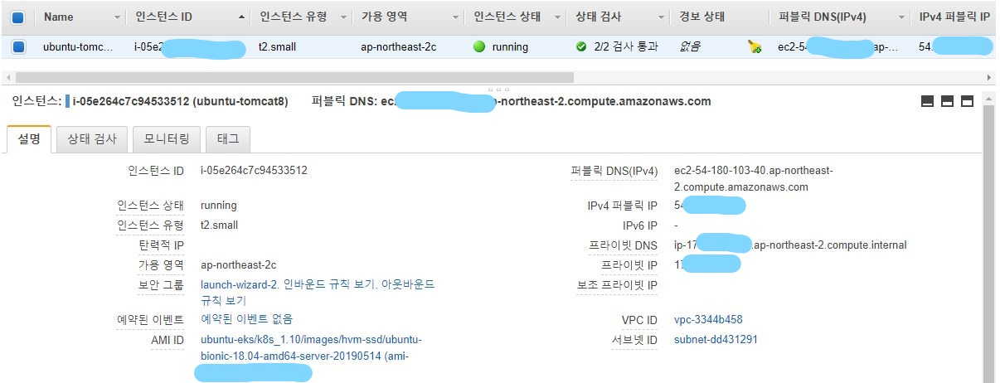 Name 인스턴스 ID 인스턴스 유형 가용 영역 인스턴스 상태 상태 검사 경보 상태 퍼블릭 DNS(IPv4) IPv4 퍼블릭 IP
ubuntu-tomc... i-05e2 t2.small ap-northeast-2c running 2/2 검사 통과 없음 ec2-54 ap-... 54.
인스턴스: i-05e264c7c94533512 (ubuntu-tomcat8) 퍼블릭 DNS: ec -northeast-2.compute.amazonaws.com
설명 상태 검사 모니터링 태그
인스턴스 ID i-05e264c7c94533512 퍼블릭 DNS(IPv4) ec2-54-180-103-40.ap-northeast-
2.compute.amazonaws.com
인스턴스 상태 running IPv4 퍼블릭 IP 54
인스턴스 유형 t2.small IPv6 IP -
탄력적 IP 프라이빗 DNS ip-17 .ap-northeast-2.compute.internal
가용 영역 ap-northeast-2c 프라이빗 IP 17
보안 그룹 launch-wizard-2. 인바운드 규칙 보기. 아웃바운드 보조 프라이빗 IP
규칙 보기
예약된 이벤트 예약된 이벤트 없음 VPC ID vpc-3344b458
AMI ID ubuntu-eks/k8s_1.10/images/hvm-ssd/ubuntu- 서브넷 ID subnet-dd431291
bionic-18.04-amd64-server-20190514 (ami-